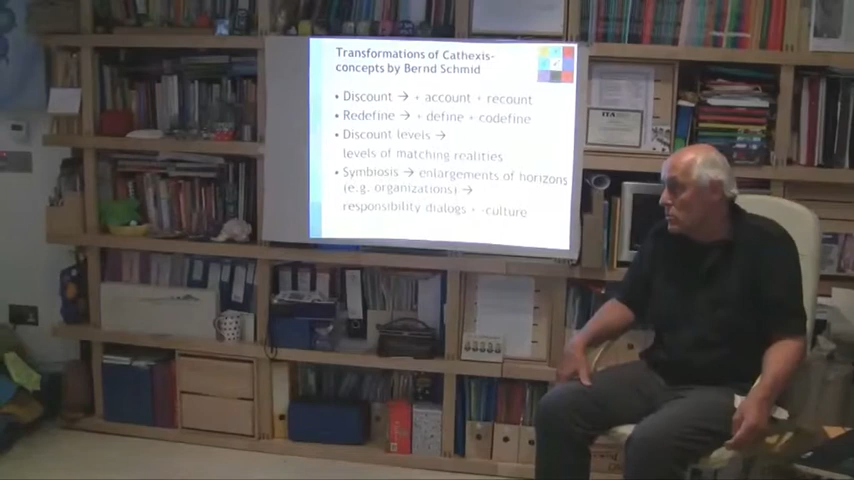 Transformations of Cathexis-
concepts by Bernd Schmid
• Discount → + account + recount
• Redefine → + define + codefine
• Discount levels →
levels of matching realities
• Symbiosis → enlargements of horizons
(e.g. organizations) →
responsibility dialogs + -culture
ITA